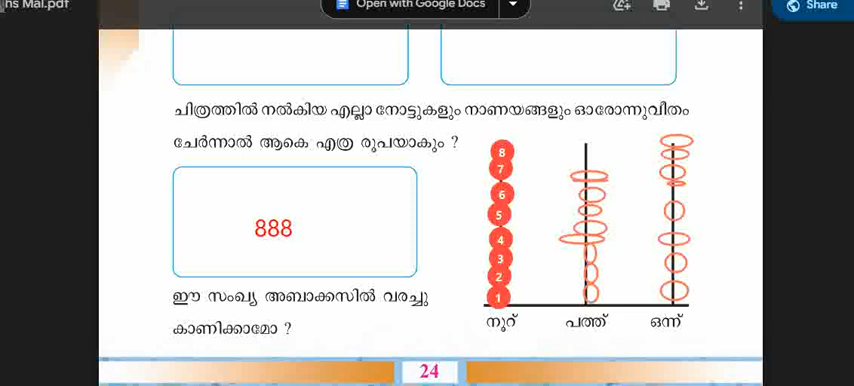 hs Mal.pdf
Open with Google Docs
Share
ചിത്രത്തിൽ നൽകിയ എല്ലാ നോട്ടുകളും നാണയങ്ങളും ഓരോന്നുവീതം
ചേർന്നാൽ ആകെ എത്ര രൂപയാകും ?
888
8
7
6
5
4
3
2
1
നൂറ് പത്ത് ഒന്ന്
ഈ സംഖ്യ അബാക്കസിൽ വരച്ചു
കാണിക്കാമോ ?
24